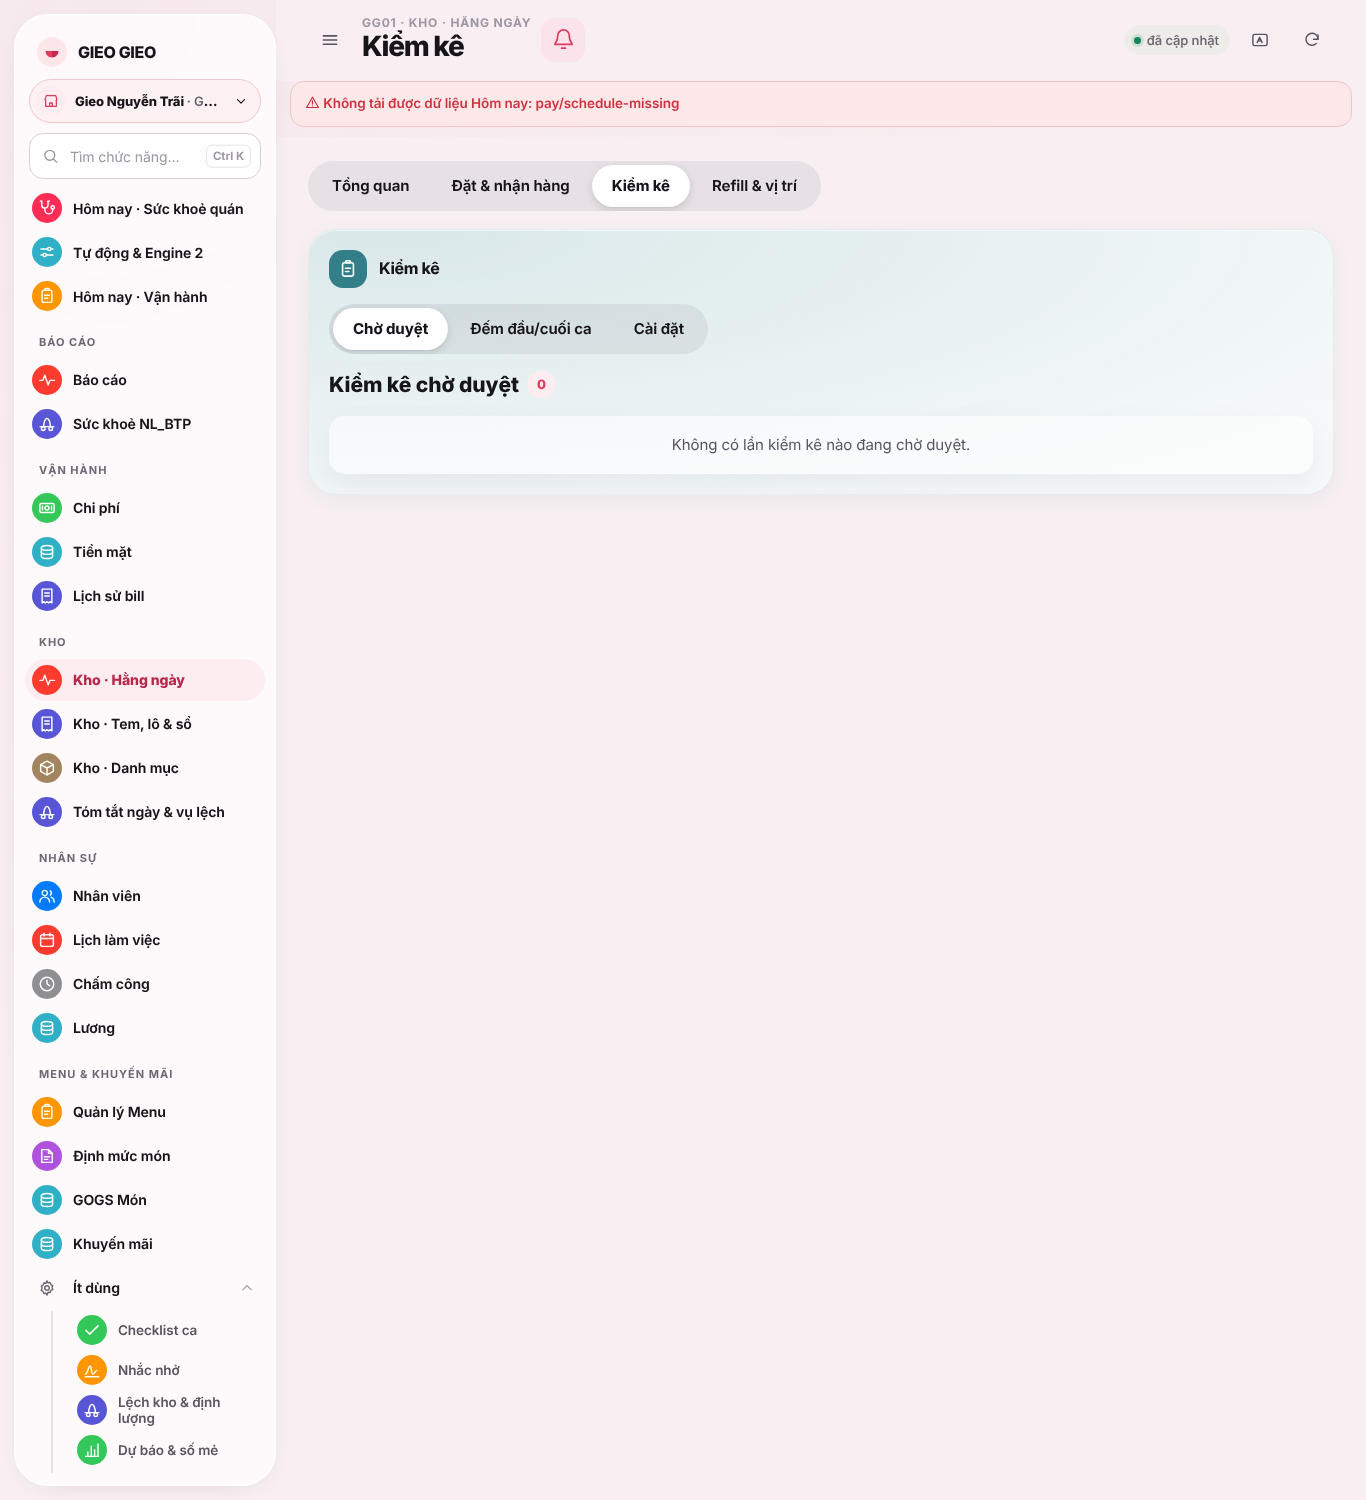 GIEO GIEO
Gieo Nguyễn Trãi · G...
Tìm chức năng... Ctrl K
Hôm nay · Sức khoẻ quán
Tự động & Engine 2
Hôm nay · Vận hành
BÁO CÁO
Báo cáo
Sức khoẻ NL_BTP
VẬN HÀNH
Chi phí
Tiền mặt
Lịch sử bill
KHO
Kho · Hằng ngày
Kho · Tem, lô & sổ
Kho · Danh mục
Tóm tắt ngày & vụ lệch
NHÂN SỰ
Nhân viên
Lịch làm việc
Chấm công
Lương
MENU & KHUYẾN MÃI
Quản lý Menu
Định mức món
GOGS Món
Khuyến mãi
Ít dùng
Checklist ca
Nhắc nhở
Lệch kho & định
lượng
Dự báo & số mẻ
GG01 · KHO · HẰNG NGÀY
Kiểm kê
đã cập nhật
⚠ Không tải được dữ liệu Hôm nay: pay/schedule-missing
Tổng quan Đặt & nhận hàng Kiểm kê Refill & vị trí
Kiểm kê
Chờ duyệt Đếm đầu/cuối ca Cài đặt
Kiểm kê chờ duyệt 0
Không có lần kiểm kê nào đang chờ duyệt.